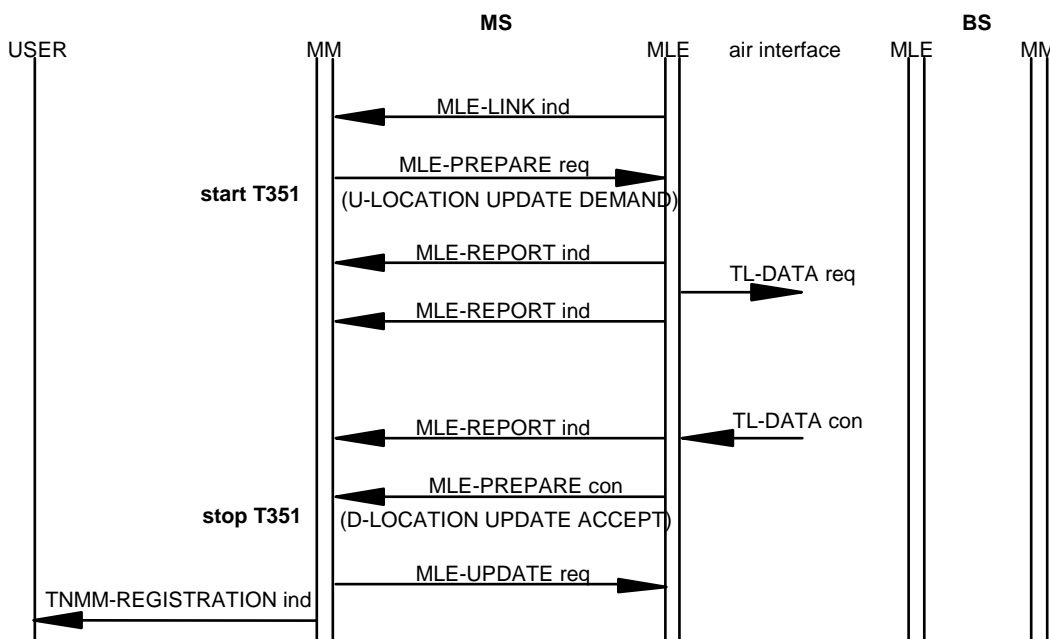 MS BS
USER MM MLE air interface MLE MM
MLE-LINK ind
MLE-PREPARE req
start T351 (U-LOCATION UPDATE DEMAND)
MLE-REPORT ind
TL-DATA req
MLE-REPORT ind
MLE-REPORT ind TL-DATA con
MLE-PREPARE con
stop T351 (D-LOCATION UPDATE ACCEPT)
MLE-UPDATE req
TNMM-REGISTRATION ind